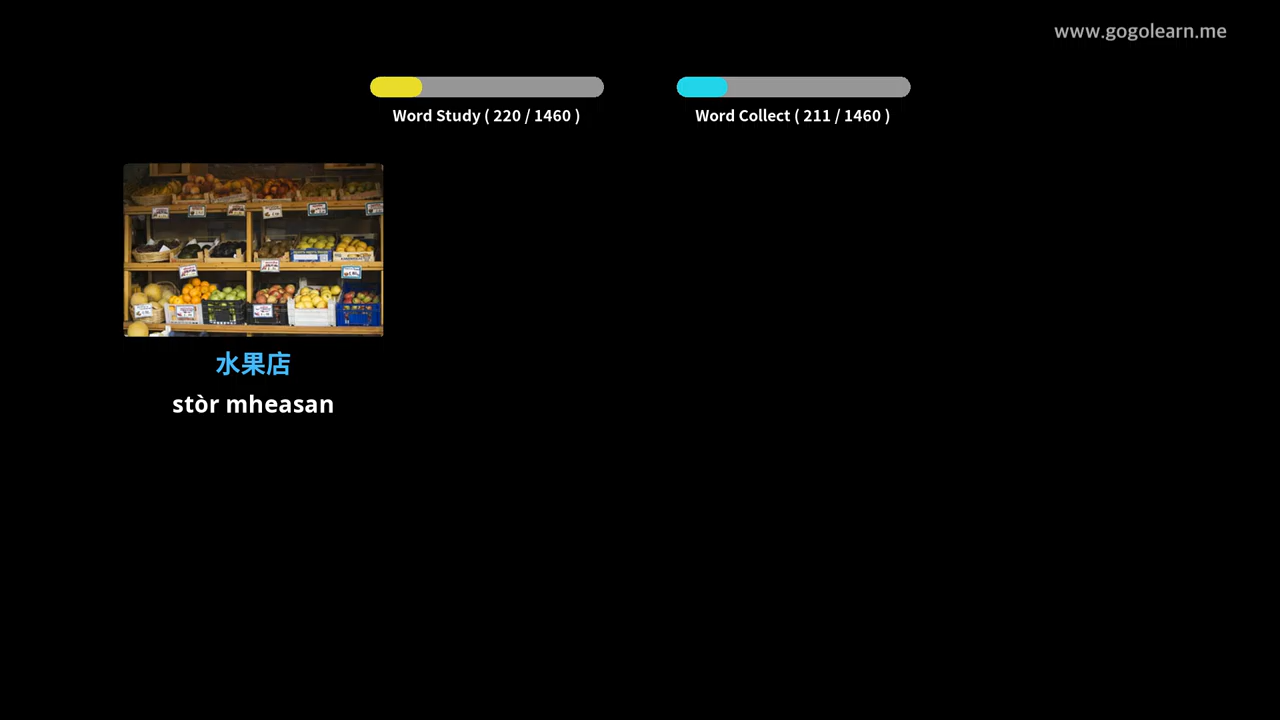 www.gogolearn.me
Word Study ( 220 / 1460 )
Word Collect ( 211 / 1460 )
水果店
stòr mheasan